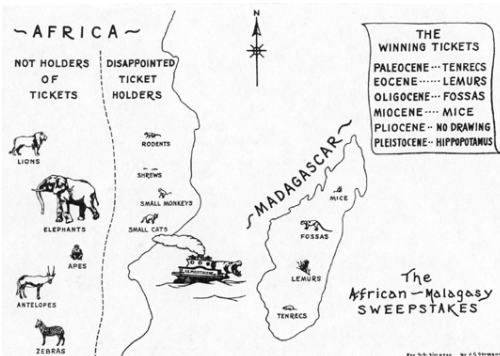 ~ AFRICA ~
NOT HOLDERS
OF
TICKETS
DISAPPOINTED
TICKET
HOLDERS
LIONS
ELEPHANTS
APES
ANTELOPES
ZEBRAS
RODENTS
SHREWS
SMALL MONKEYS
SMALL CATS
N
~ MADAGASCAR ~
MICE
FOSSAS
LEMURS
TENRECS
THE
WINNING TICKETS
PALEOCENE --- TENRECS
EOCENE ----- LEMURS
OLIGOCENE --- FOSSAS
MIOCENE ---- MICE
PLIOCENE -- NO DRAWING
PLEISTOCENE -- HIPPOPOTAMUS
The
African-Malagasy
SWEEPSTAKES